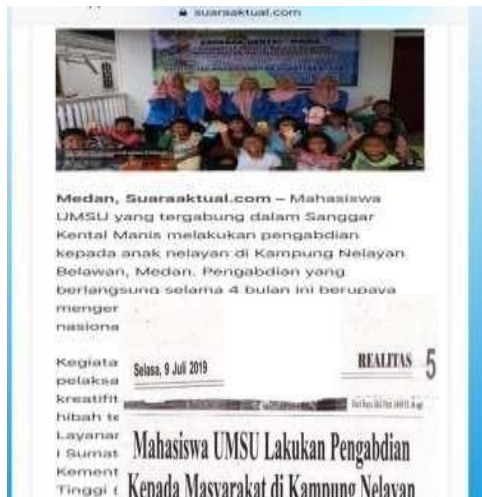 suaraaktual.com
Medan, Suaraaktual.com – Mahasiswa
UMSU yang tergabung dalam Sanggar
Kental Manis melakukan pengabdian
kepada anak nelayan di Kampung Nelayan
Belawan, Medan. Pengabdian yang
berlangsung selama 4 bulan ini berupaya
menger
nasiona
Kegiata
pelaksa
kreatifit
hibah te
Layanar
I Sumat
Kement
Tinggi (
Selasa, 9 Juli 2019
REALITAS 5
Mahasiswa UMSU Lakukan Pengabdian
Kepada Masyarakat di Kampung Nelayan